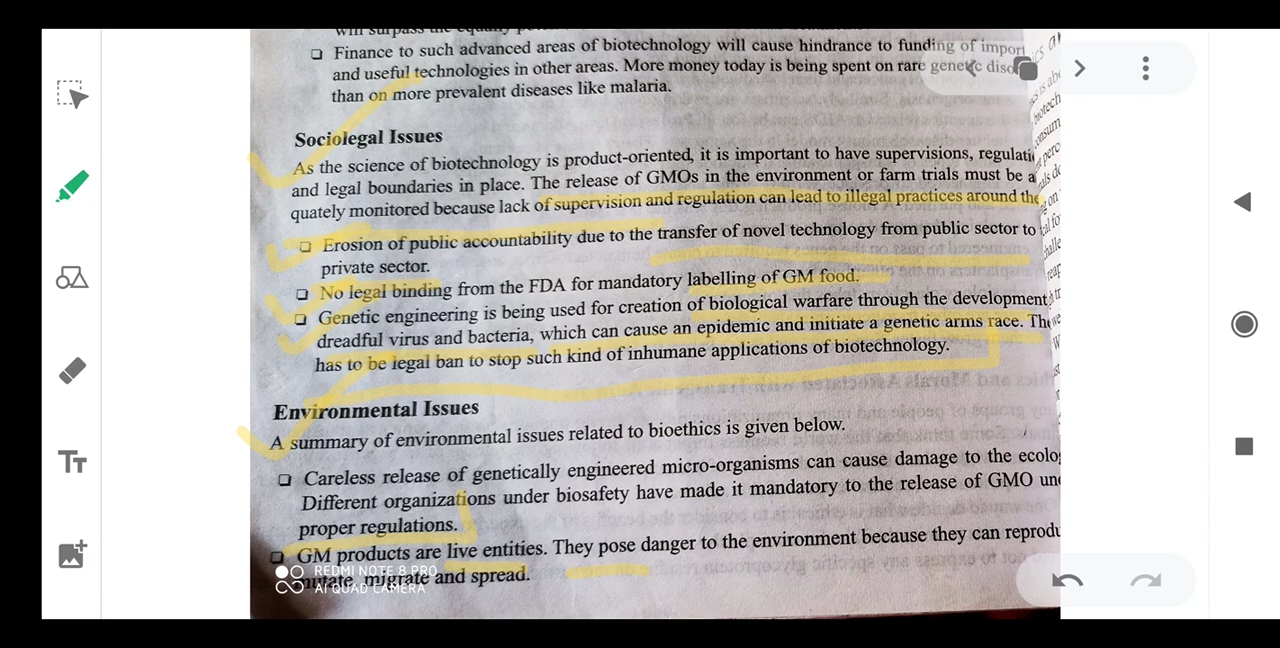 ❑ Finance to such advanced areas of biotechnology will cause hindrance to funding of
and useful technologies in other areas. More money today is being spent on rare genetic
than on more prevalent diseases like malaria.
Sociolegal Issues
As the science of biotechnology is product-oriented, it is important to have supervisions,
and legal boundaries in place. The release of GMOs in the environment or farm trials must be
quately monitored because lack of supervision and regulation can lead to illegal practices around the
❑ Erosion of public accountability due to the transfer of novel technology from public sector to
private sector.
❑ No legal binding from the FDA for mandatory labelling of GM food.
❑ Genetic engineering is being used for creation of biological warfare through the development
dreadful virus and bacteria, which can cause an epidemic and initiate a genetic arms race.
has to be legal ban to stop such kind of inhumane applications of biotechnology.
Environmental Issues
A summary of environmental issues related to bioethics is given below.
❑ Careless release of genetically engineered micro-organisms can cause damage to the
Different organizations under biosafety have made it mandatory to the release of GMO
proper regulations.
❑ GM products are live entities. They pose danger to the environment because they can
mutate, migrate and spread.
REDMI NOTE 8 PRO
AI QUAD CAMERA
TT